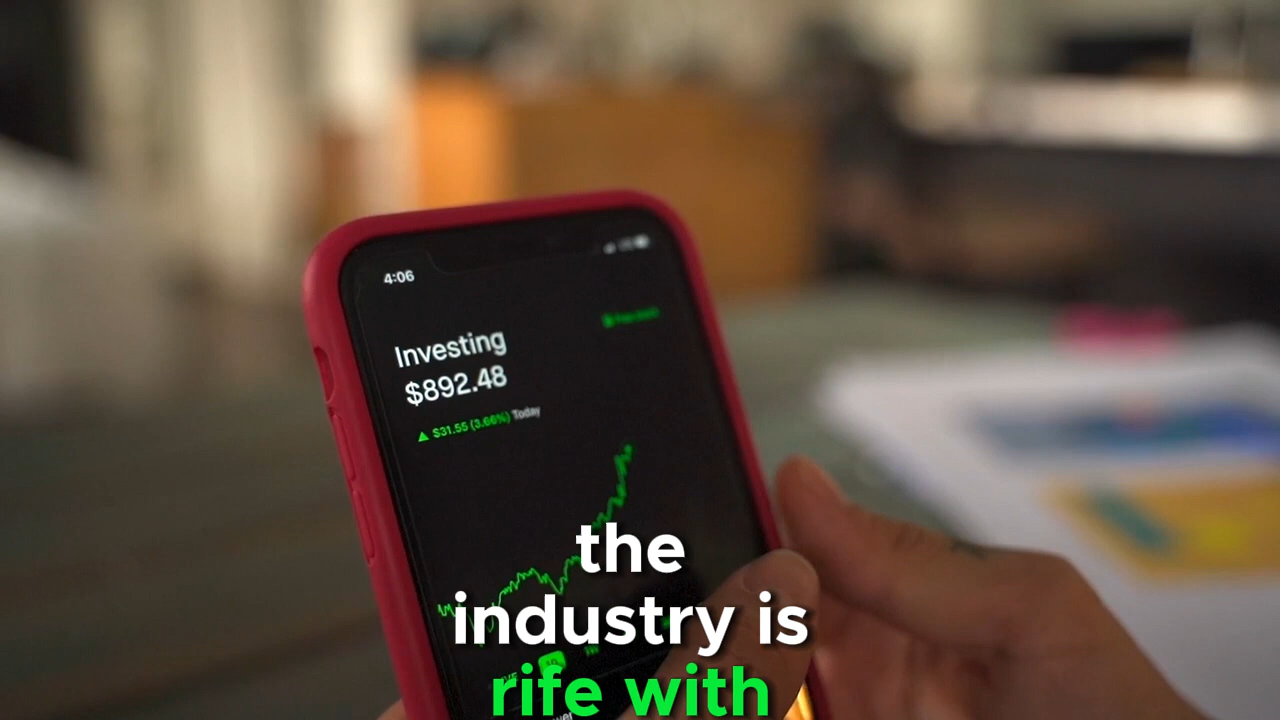 4:06
Investing
$892.48
▲ $31.55 (3.66%) Today
the
industry is
rife with